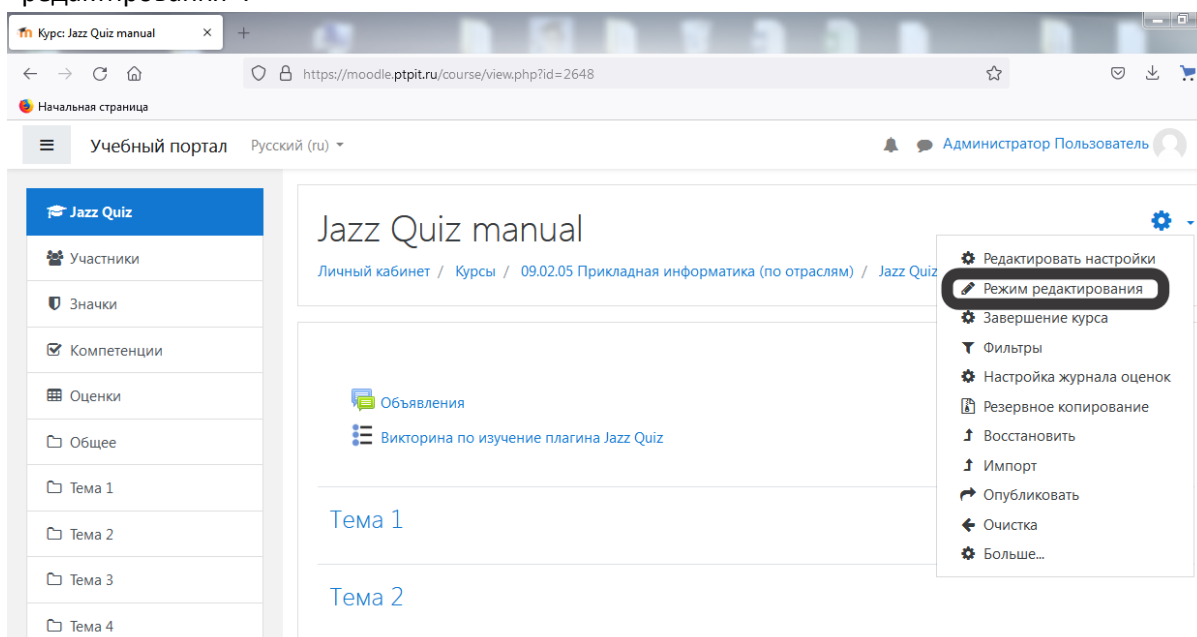 Курс: Jazz Quiz manual
https://moodle.ptpit.ru/course/view.php?id=2648
Начальная страница
Учебный портал Русский (ru)
Администратор Пользователь
Jazz Quiz
Участники
Значки
Компетенции
Оценки
Общее
Тема 1
Тема 2
Тема 3
Тема 4
Jazz Quiz manual
Личный кабинет / Курсы / 09.02.05 Прикладная информатика (по отраслям) / Jazz Quiz
Объявления
Викторина по изучение плагина Jazz Quiz
Тема 1
Тема 2
Редактировать настройки
Режим редактирования
Завершение курса
Фильтры
Настройка журнала оценок
Резервное копирование
Восстановить
Импорт
Опубликовать
Очистка
Больше...